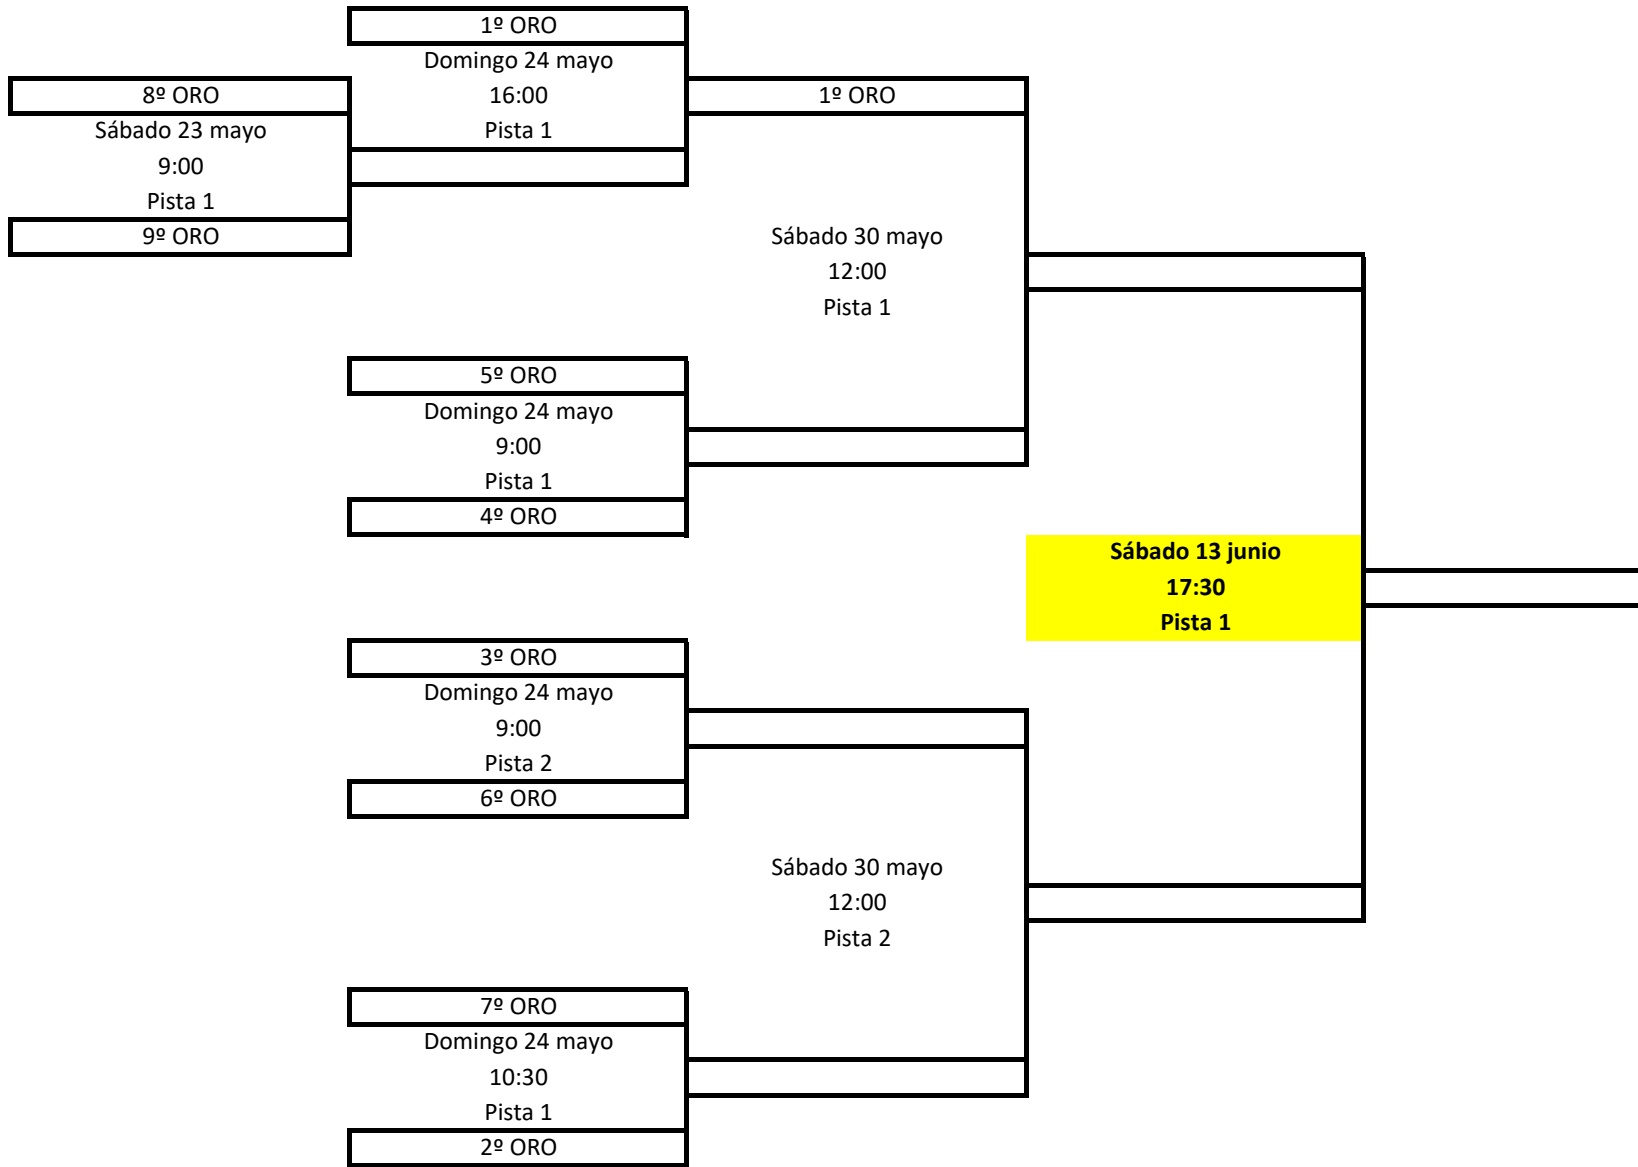 1º ORO
Domingo 24 mayo
16:00
Pista 1
8º ORO
Sábado 23 mayo
9:00
Pista 1
9º ORO
1º ORO
Sábado 30 mayo
12:00
Pista 1
5º ORO
Domingo 24 mayo
9:00
Pista 1
4º ORO
Sábado 13 junio
17:30
Pista 1
3º ORO
Domingo 24 mayo
9:00
Pista 2
6º ORO
Sábado 30 mayo
12:00
Pista 2
7º ORO
Domingo 24 mayo
10:30
Pista 1
2º ORO